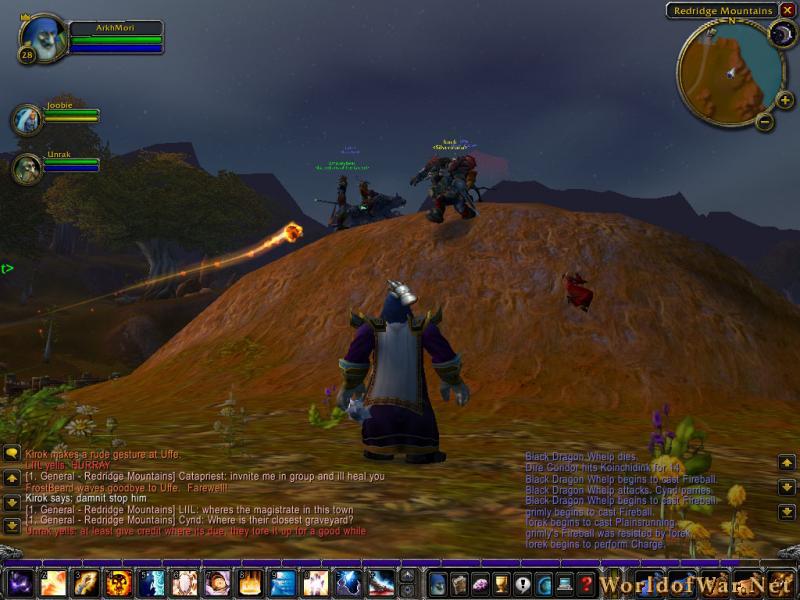 ArkhMori
28
Joobie
Unrak
Redridge Mountains
N
t>
Kirok makes a rude gesture at Uffe.
LIIL yells: HURRAY
[1. General - Redridge Mountains] Catapriest: invnite me in group and ill heal you
FrostBeard waves goodbye to Uffe. Farewell!
Kirok says: damnit stop him
[1. General - Redridge Mountains] LIIL: wheres the magistrate in this town
[1. General - Redridge Mountains] Cynd: Where is their closest graveyard?
Unrak yells: at least give credit where its due, they tore it up for a good while
Black Dragon Whelp dies.
Dire Condor hits Koinchidink for 14.
Black Dragon Whelp begins to cast Fireball.
Black Dragon Whelp attacks. Cynd parries.
Black Dragon Whelp begins to cast Fireball.
grimly begins to cast Fireball.
Torek begins to cast Plainsrunning.
grimly's Fireball was resisted by Torek.
Torek begins to perform Charge.
WorldofWar.Net